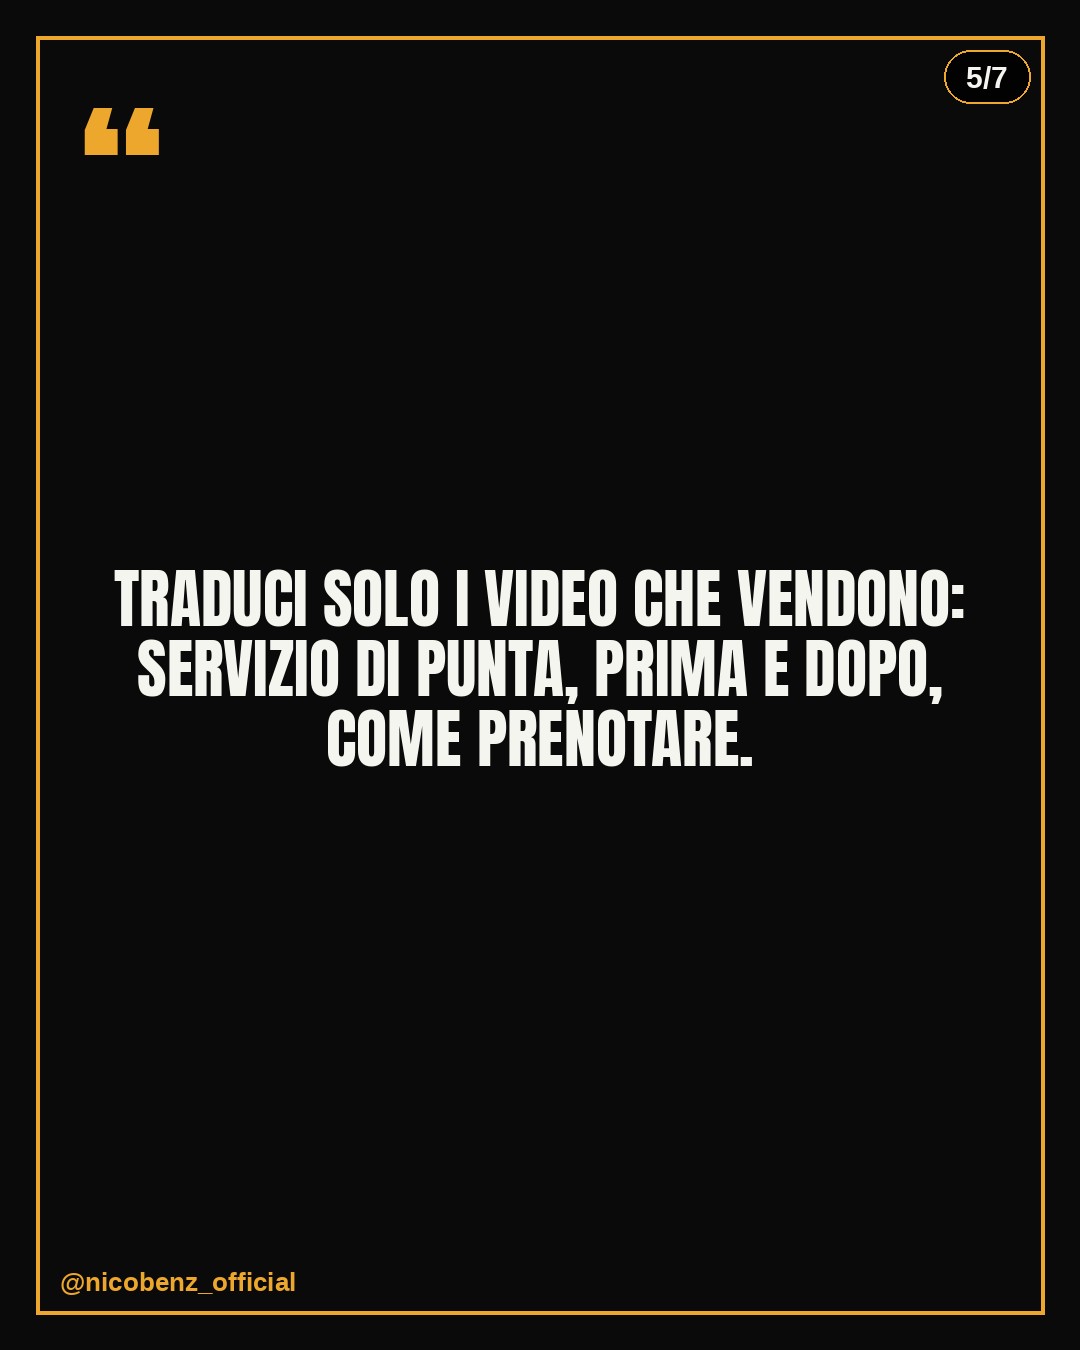 5/7
❝
TRADUCI SOLO I VIDEO CHE VENDONO:
SERVIZIO DI PUNTA, PRIMA E DOPO,
COME PRENOTARE.
@nicobenz_official